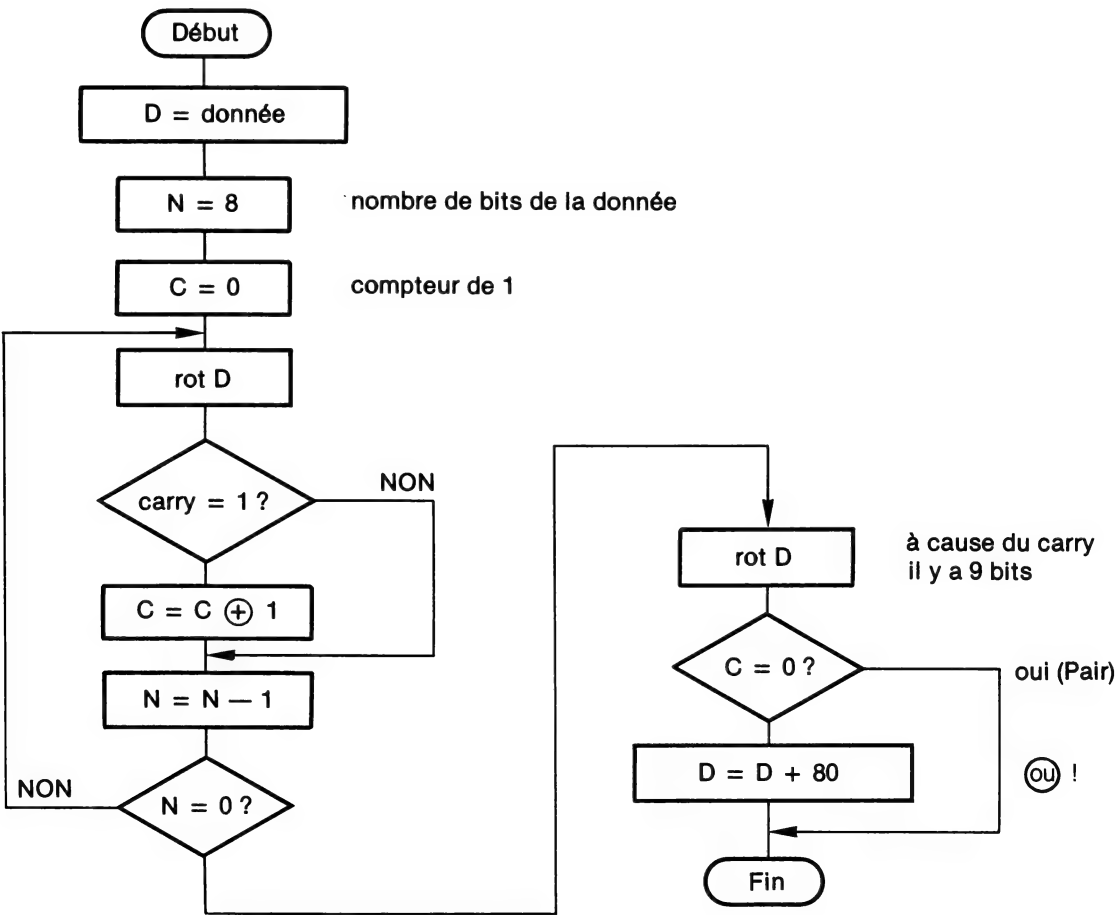 Début
D = donnée
N = 8
nombre de bits de la donnée
C = 0
compteur de 1
rot D
carry = 1 ?
NON
C = C ⊕ 1
N = N — 1
NON
N = 0 ?
rot D
à cause du carry
il y a 9 bits
C = 0 ?
oui (Pair)
D = D + 80
ou !
Fin